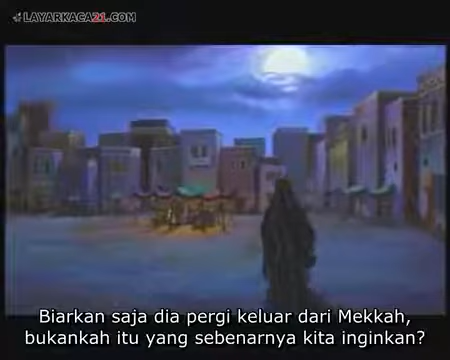 LAYARKACA21.COM
Biarkan saja dia pergi keluar dari Mekkah,
bukankah itu yang sebenarnya kita inginkan?